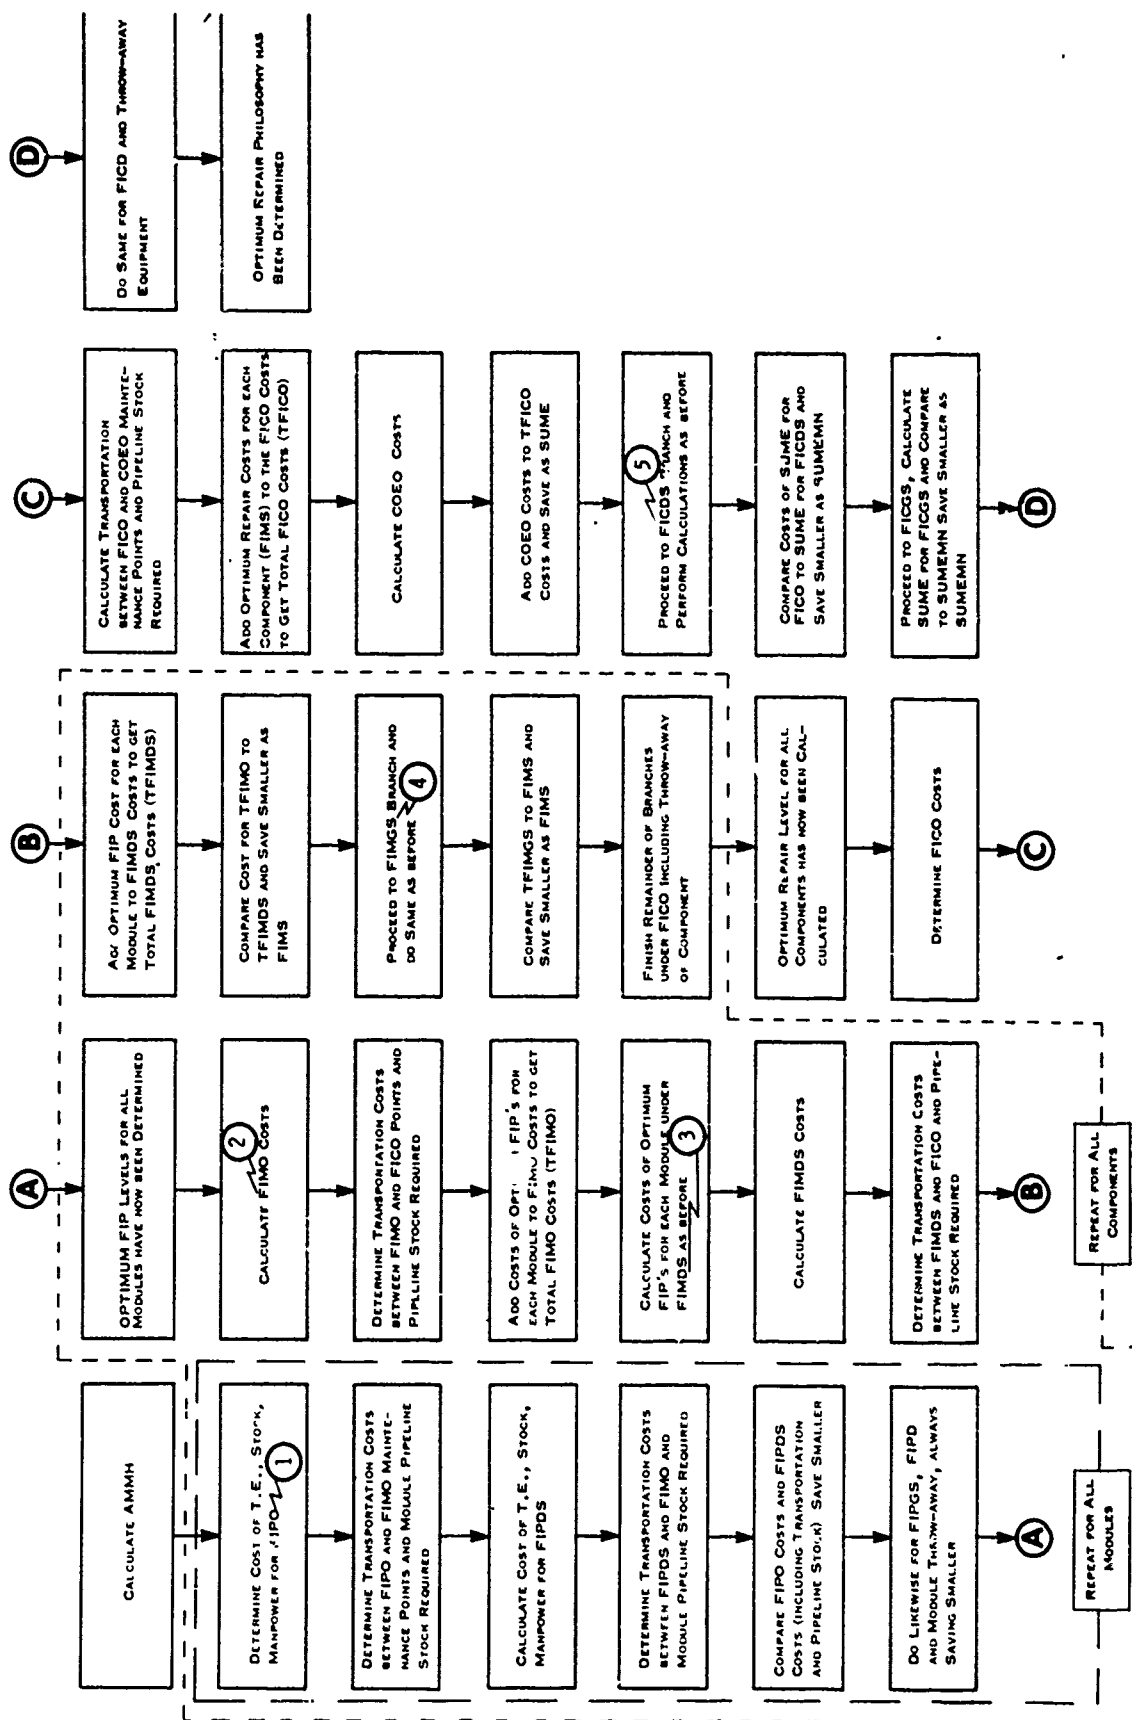 CALCULATE AMMH
DETERMINE COST OF T.E., STOCK,
MANPOWER FOR FIPO
1
DETERMINE TRANSPORTATION COSTS
BETWEEN FIPO AND FIMO MAINTE-
NANCE POINTS AND MODULE PIPELINE
STOCK REQUIRED
CALCULATE COST OF T.E., STOCK,
MANPOWER FOR FIPDS
DETERMINE TRANSPORTATION COSTS
BETWEEN FIPDS AND FIMO AND
MODULE PIPELINE STOCK REQUIRED
COMPARE FIPO COSTS AND FIPDS
COSTS (INCLUDING TRANSPORTATION
AND PIPELINE STOCK) SAVE SMALLER
DO LIKEWISE FOR FIPGS, FIPD
AND MODULE THROW-AWAY, ALWAYS
SAVING SMALLER
A
REPEAT FOR ALL
MODULES
A
OPTIMUM FIP LEVELS FOR ALL
MODULES HAVE NOW BEEN DETERMINED
2
CALCULATE FIMO COSTS
DETERMINE TRANSPORTATION COSTS
BETWEEN FIMO AND FICO POINTS AND
PIPLLINE STOCK REQUIRED
ADD COSTS OF FIP'S FOR
EACH MODULE TO FIMO COSTS TO GET
TOTAL FIMO COSTS (TFIMO)
CALCULATE COSTS OF OPTIMUM
FIP'S FOR EACH MODULE UNDER
FIMDS AS BEFORE
3
CALCULATE FIMDS COSTS
DETERMINE TRANSPORTATION COSTS
BETWEEN FIMDS AND FICO AND PIPE-
LINE STOCK REQUIRED
B
REPEAT FOR ALL
COMPONENTS
B
ADD OPTIMUM FIP COST FOR EACH
MODULE TO FIMDS COSTS TO GET
TOTAL FIMDS COSTS (TFIMDS)
COMPARE COST FOR TFIMO TO
TFIMDS AND SAVE SMALLER AS
FIMS
PROCEED TO FIMGS BRANCH AND
DO SAME AS BEFORE
4
COMPARE TFIMGS TO FIMS AND
SAVE SMALLER AS FIMS
FINISH REMAINDER OF BRANCHES
UNDER FICO INCLUDING THROW-AWAY
OF COMPONENT
OPTIMUM REPAIR LEVEL FOR ALL
COMPONENTS HAS NOW BEEN CAL-
CULATED
DETERMINE FICO COSTS
C
C
CALCULATE TRANSPORTATION
BETWEEN FICO AND COEO MAINTE-
NANCE POINTS AND PIPELINE STOCK
REQUIRED
ADD OPTIMUM REPAIR COSTS FOR EACH
COMPONENT (FIMS) TO THE FICO COSTS
TO GET TOTAL FICO COSTS (TFICO)
CALCULATE COEO COSTS
ADD COEO COSTS TO TFICO
COSTS AND SAVE AS SUME
5
PROCEED TO FICDS BRANCH AND
PERFORM CALCULATIONS AS BEFORE
COMPARE COSTS OF SUME FOR
FICO TO SUME FOR FICDS AND
SAVE SMALLER AS SUMEMN
PROCEED TO FICGS, CALCULATE
SUME FOR FICGS AND COMPARE
TO SUMEMN SAVE SMALLER AS
SUMEMN
D
D
DO SAME FOR FICD AND THROW-AWAY
EQUIPMENT
OPTIMUM REPAIR PHILOSOPHY HAS
BEEN DETERMINED